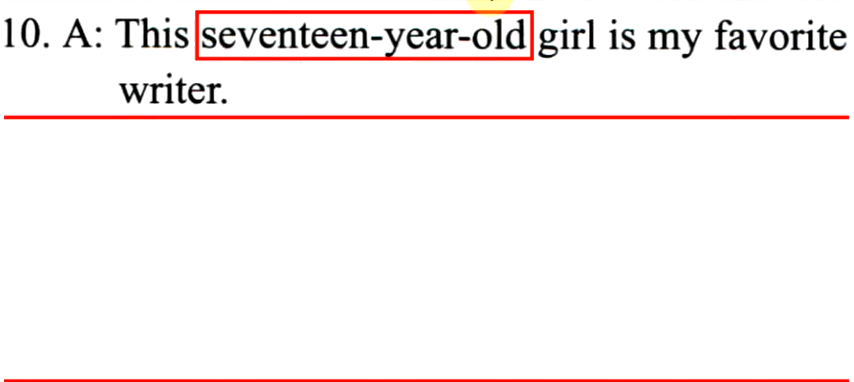 10. A: This seventeen-year-old girl is my favorite
writer.